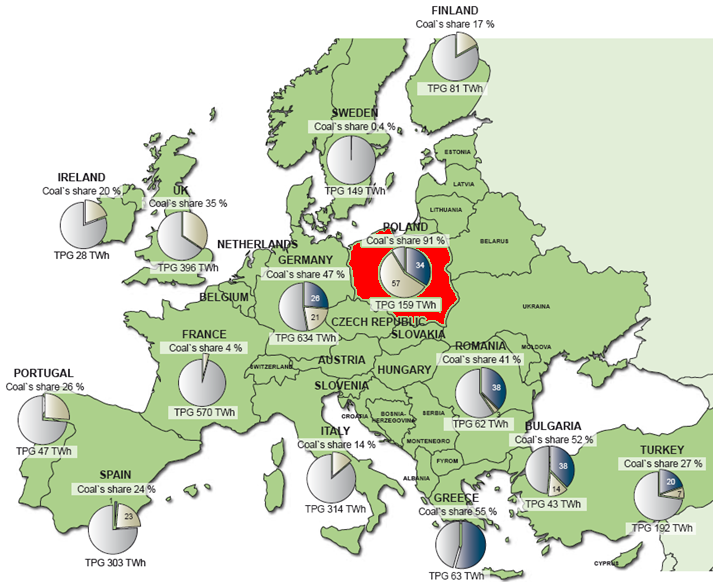 FINLAND
Coal`s share 17 %
TPG 81 TWh
SWEDEN
Coal`s share 0,4 %
TPG 149 TWh
ESTONIA
LATVIA
LITHUANIA
BELARUS
IRELAND
Coal`s share 20 %
TPG 28 TWh
UK
Coal`s share 35 %
TPG 396 TWh
NETHERLANDS
BELGIUM
GERMANY
Coal`s share 47 %
26
21
TPG 634 TWh
POLAND
Coal`s share 91 %
34
57
TPG 159 TWh
UKRAINA
CZECH REPUBLIC
SLOVAKIA
MOLDOVA
FRANCE
Coal`s share 4 %
TPG 570 TWh
SWITZERLAND
AUSTRIA
HUNGARY
SLOVENIA
ROMANIA
Coal`s share 41 %
38
TPG 62 TWh
PORTUGAL
Coal`s share 26 %
TPG 47 TWh
CROATIA
BOSNIA-
HERZEGOVINA
SERBIA
MONTENEGRO
FYROM
ALBANIA
ITALY
Coal`s share 14 %
TPG 314 TWh
BULGARIA
Coal`s share 52 %
38
14
TPG 43 TWh
TURKEY
Coal`s share 27 %
20
7
TPG 192 TWh
SPAIN
Coal`s share 24 %
1
23
TPG 303 TWh
GREECE
Coal`s share 55 %
TPG 63 TWh
CYPRUS